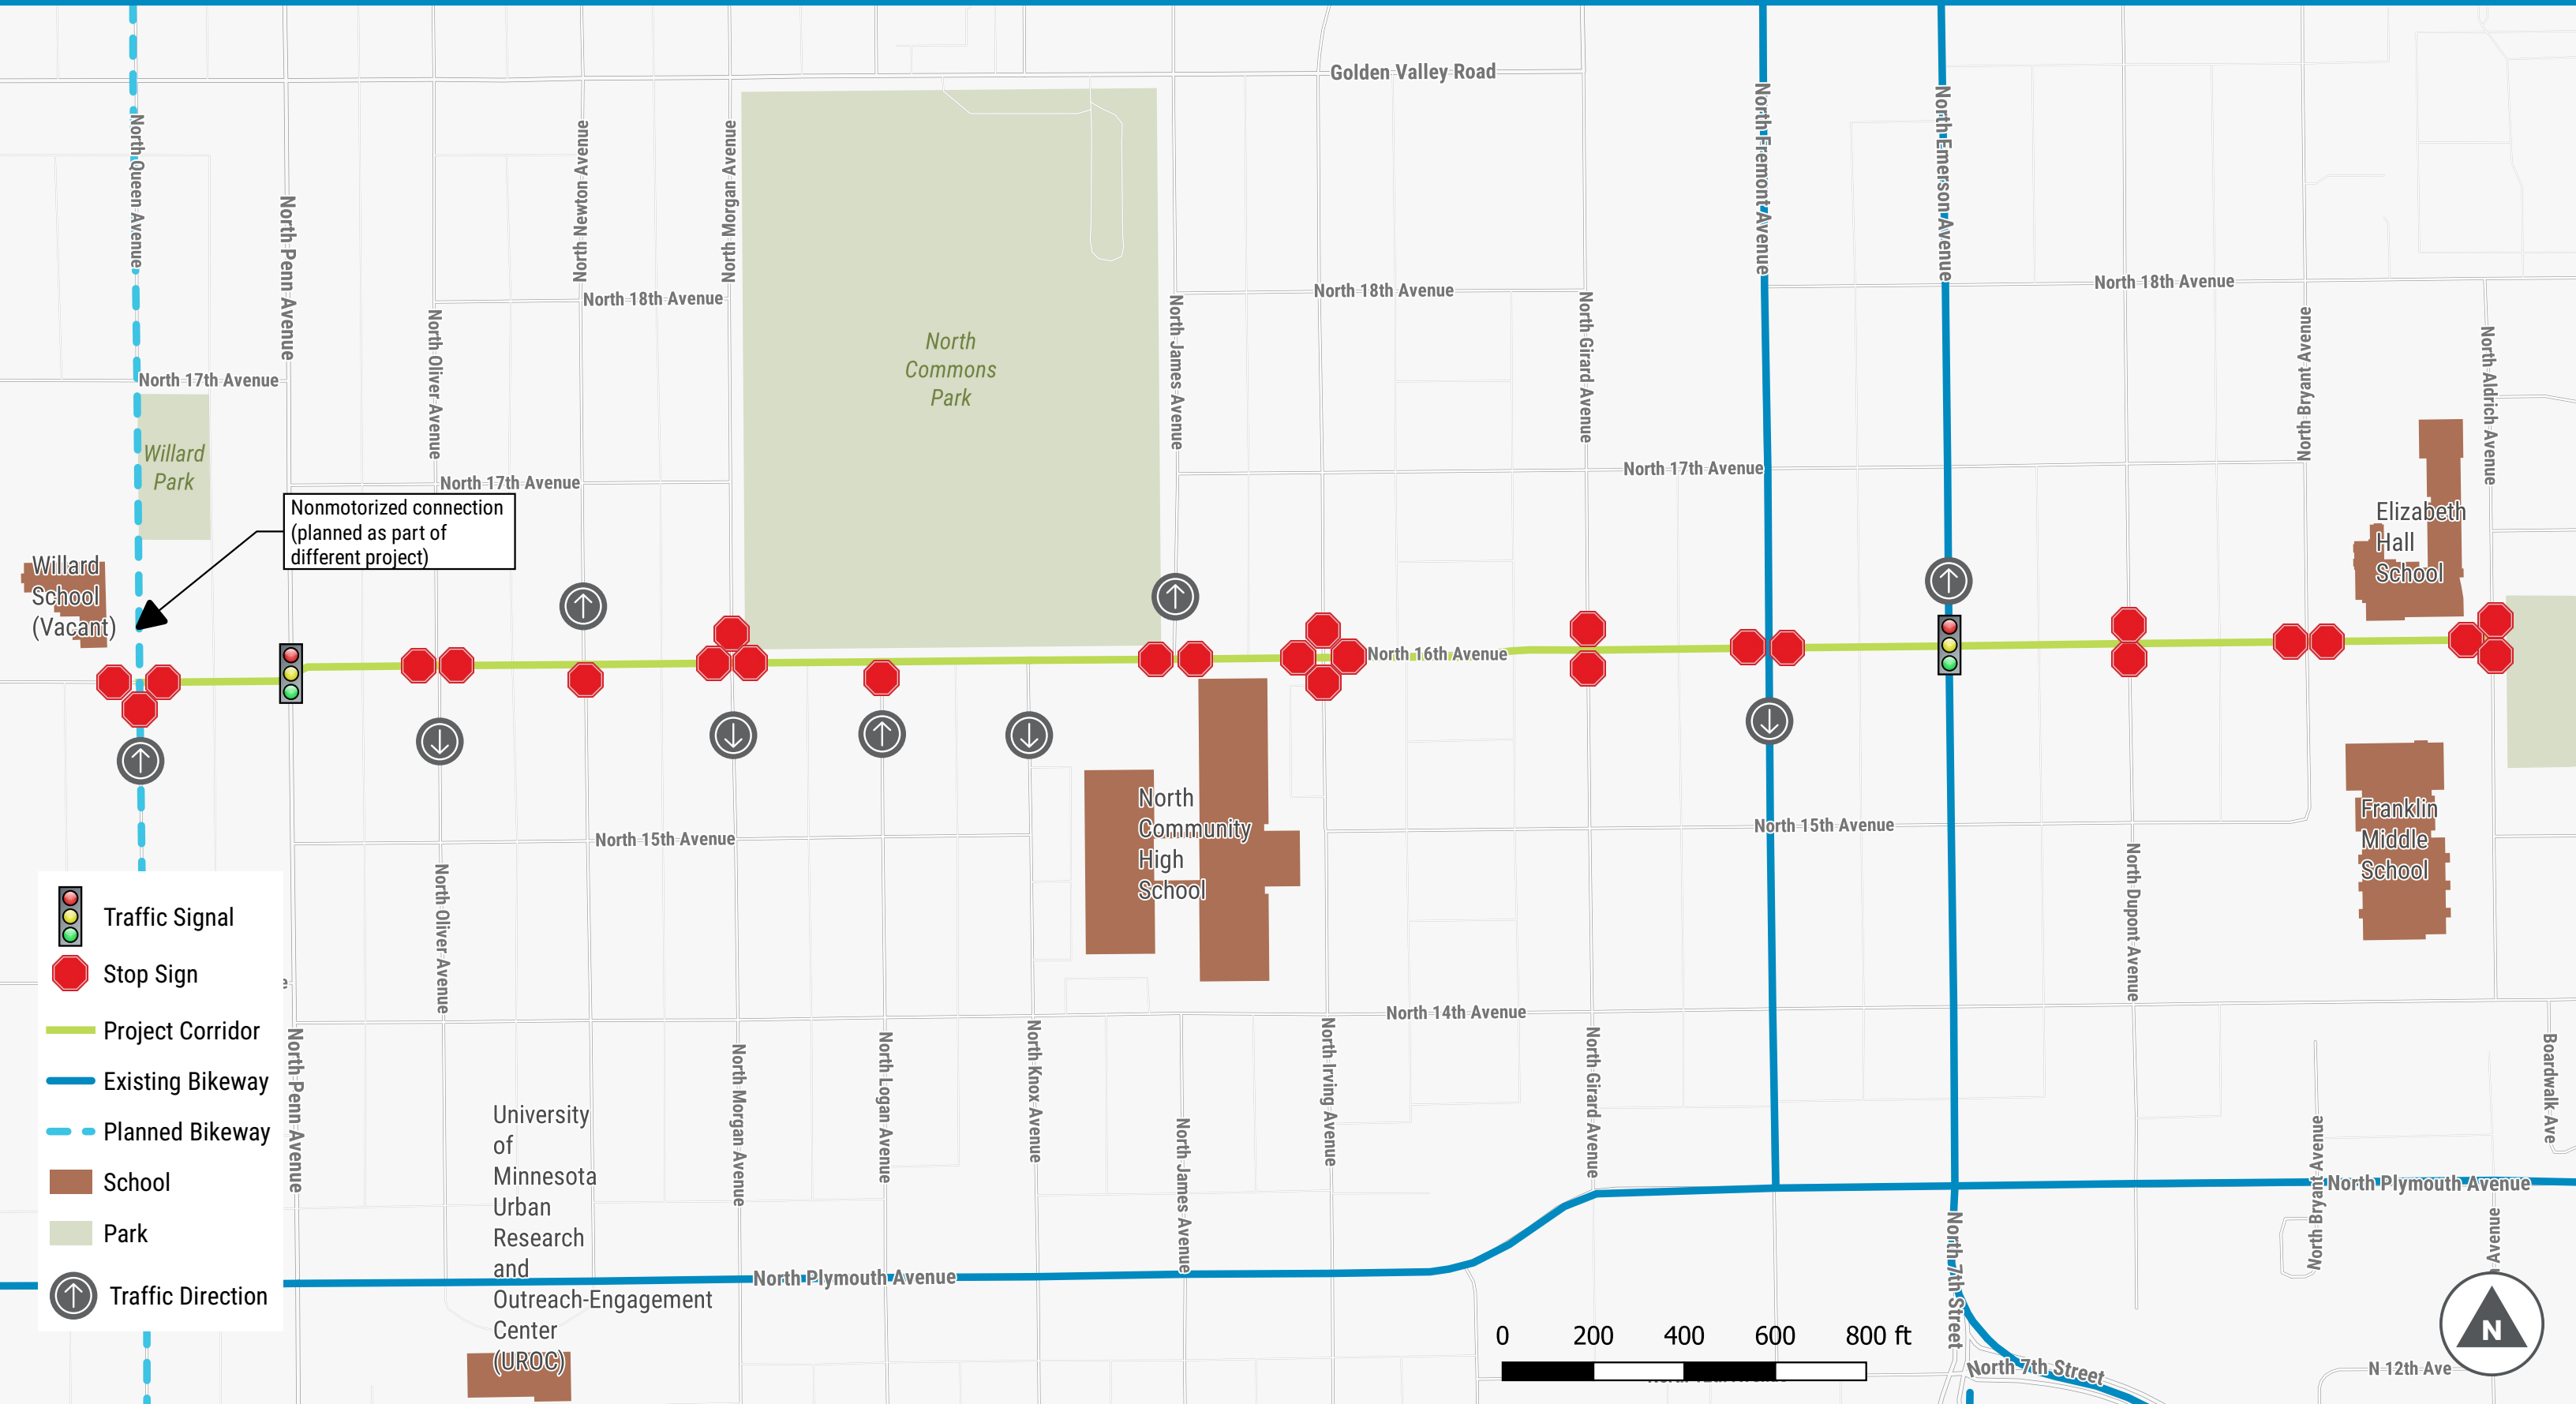 Golden Valley Road
North Queen Avenue
North Penn Avenue
North Oliver Avenue
North Newton Avenue
North Morgan Avenue
North 18th Avenue
North 18th Avenue
North 18th Avenue
North Fremont Avenue
North Emerson Avenue
North James Avenue
North Girard Avenue
North Bryant Avenue
North Aldrich Avenue
North
Commons
Park
North 17th Avenue
North 17th Avenue
North 17th Avenue
Willard
Park
Nonmotorized connection
(planned as part of
different project)
Willard
School
(Vacant)
Elizabeth
Hall
School
North 16th Avenue
North
Community
High
School
Franklin
Middle
School
North 15th Avenue
North 15th Avenue
North Oliver Avenue
North Dupont Avenue
North 14th Avenue
North Penn Avenue
North Morgan Avenue
North Logan Avenue
North Knox Avenue
North James Avenue
North Irving Avenue
North Girard Avenue
Boardwalk Ave
North Bryant Avenue
Avenue
North Plymouth Avenue
North Plymouth Avenue
University
of
Minnesota
Urban
Research
and
Outreach-Engagement
Center
(UROC)
North 7th Street
North 7th Street
N 12th Ave
Traffic Signal
Stop Sign
Project Corridor
Existing Bikeway
Planned Bikeway
School
Park
Traffic Direction
0 200 400 600 800 ft
N